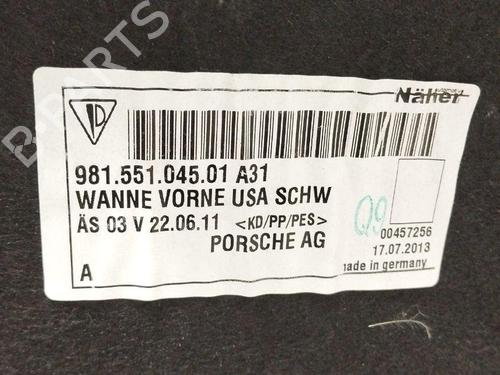 B-PARTS
Näher
981.551.045.01 A31
WANNE VORNE USA SCHW
ÄS 03 V 22.06.11 <KD/PP/PES>
PORSCHE AG
A
Q9
00457256
17.07.2013
made in germany